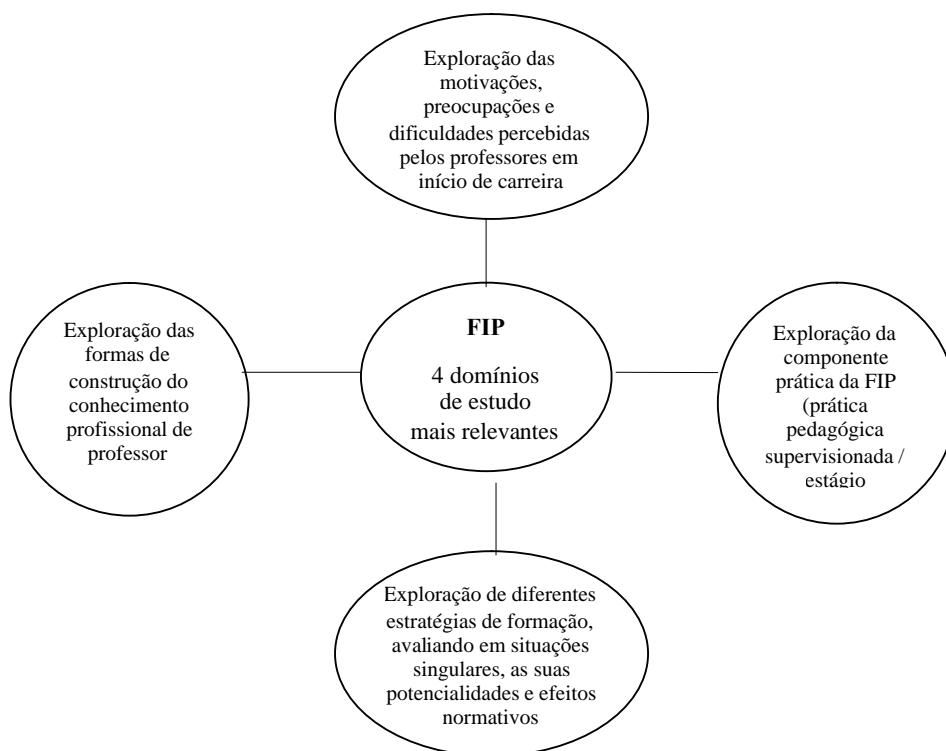 Exploração das
motivações,
preocupações e
dificuldades percebidas
pelos professores em
início de carreira
Exploração das
formas de
construção do
conhecimento
profissional de
professor
FIP
4 domínios
de estudo
mais relevantes
Exploração da
componente
prática da FIP
(prática
pedagógica
supervisionada /
estágio
Exploração de diferentes
estratégias de formação,
avaliando em situações
singulares, as suas
potencialidades e efeitos
normativos